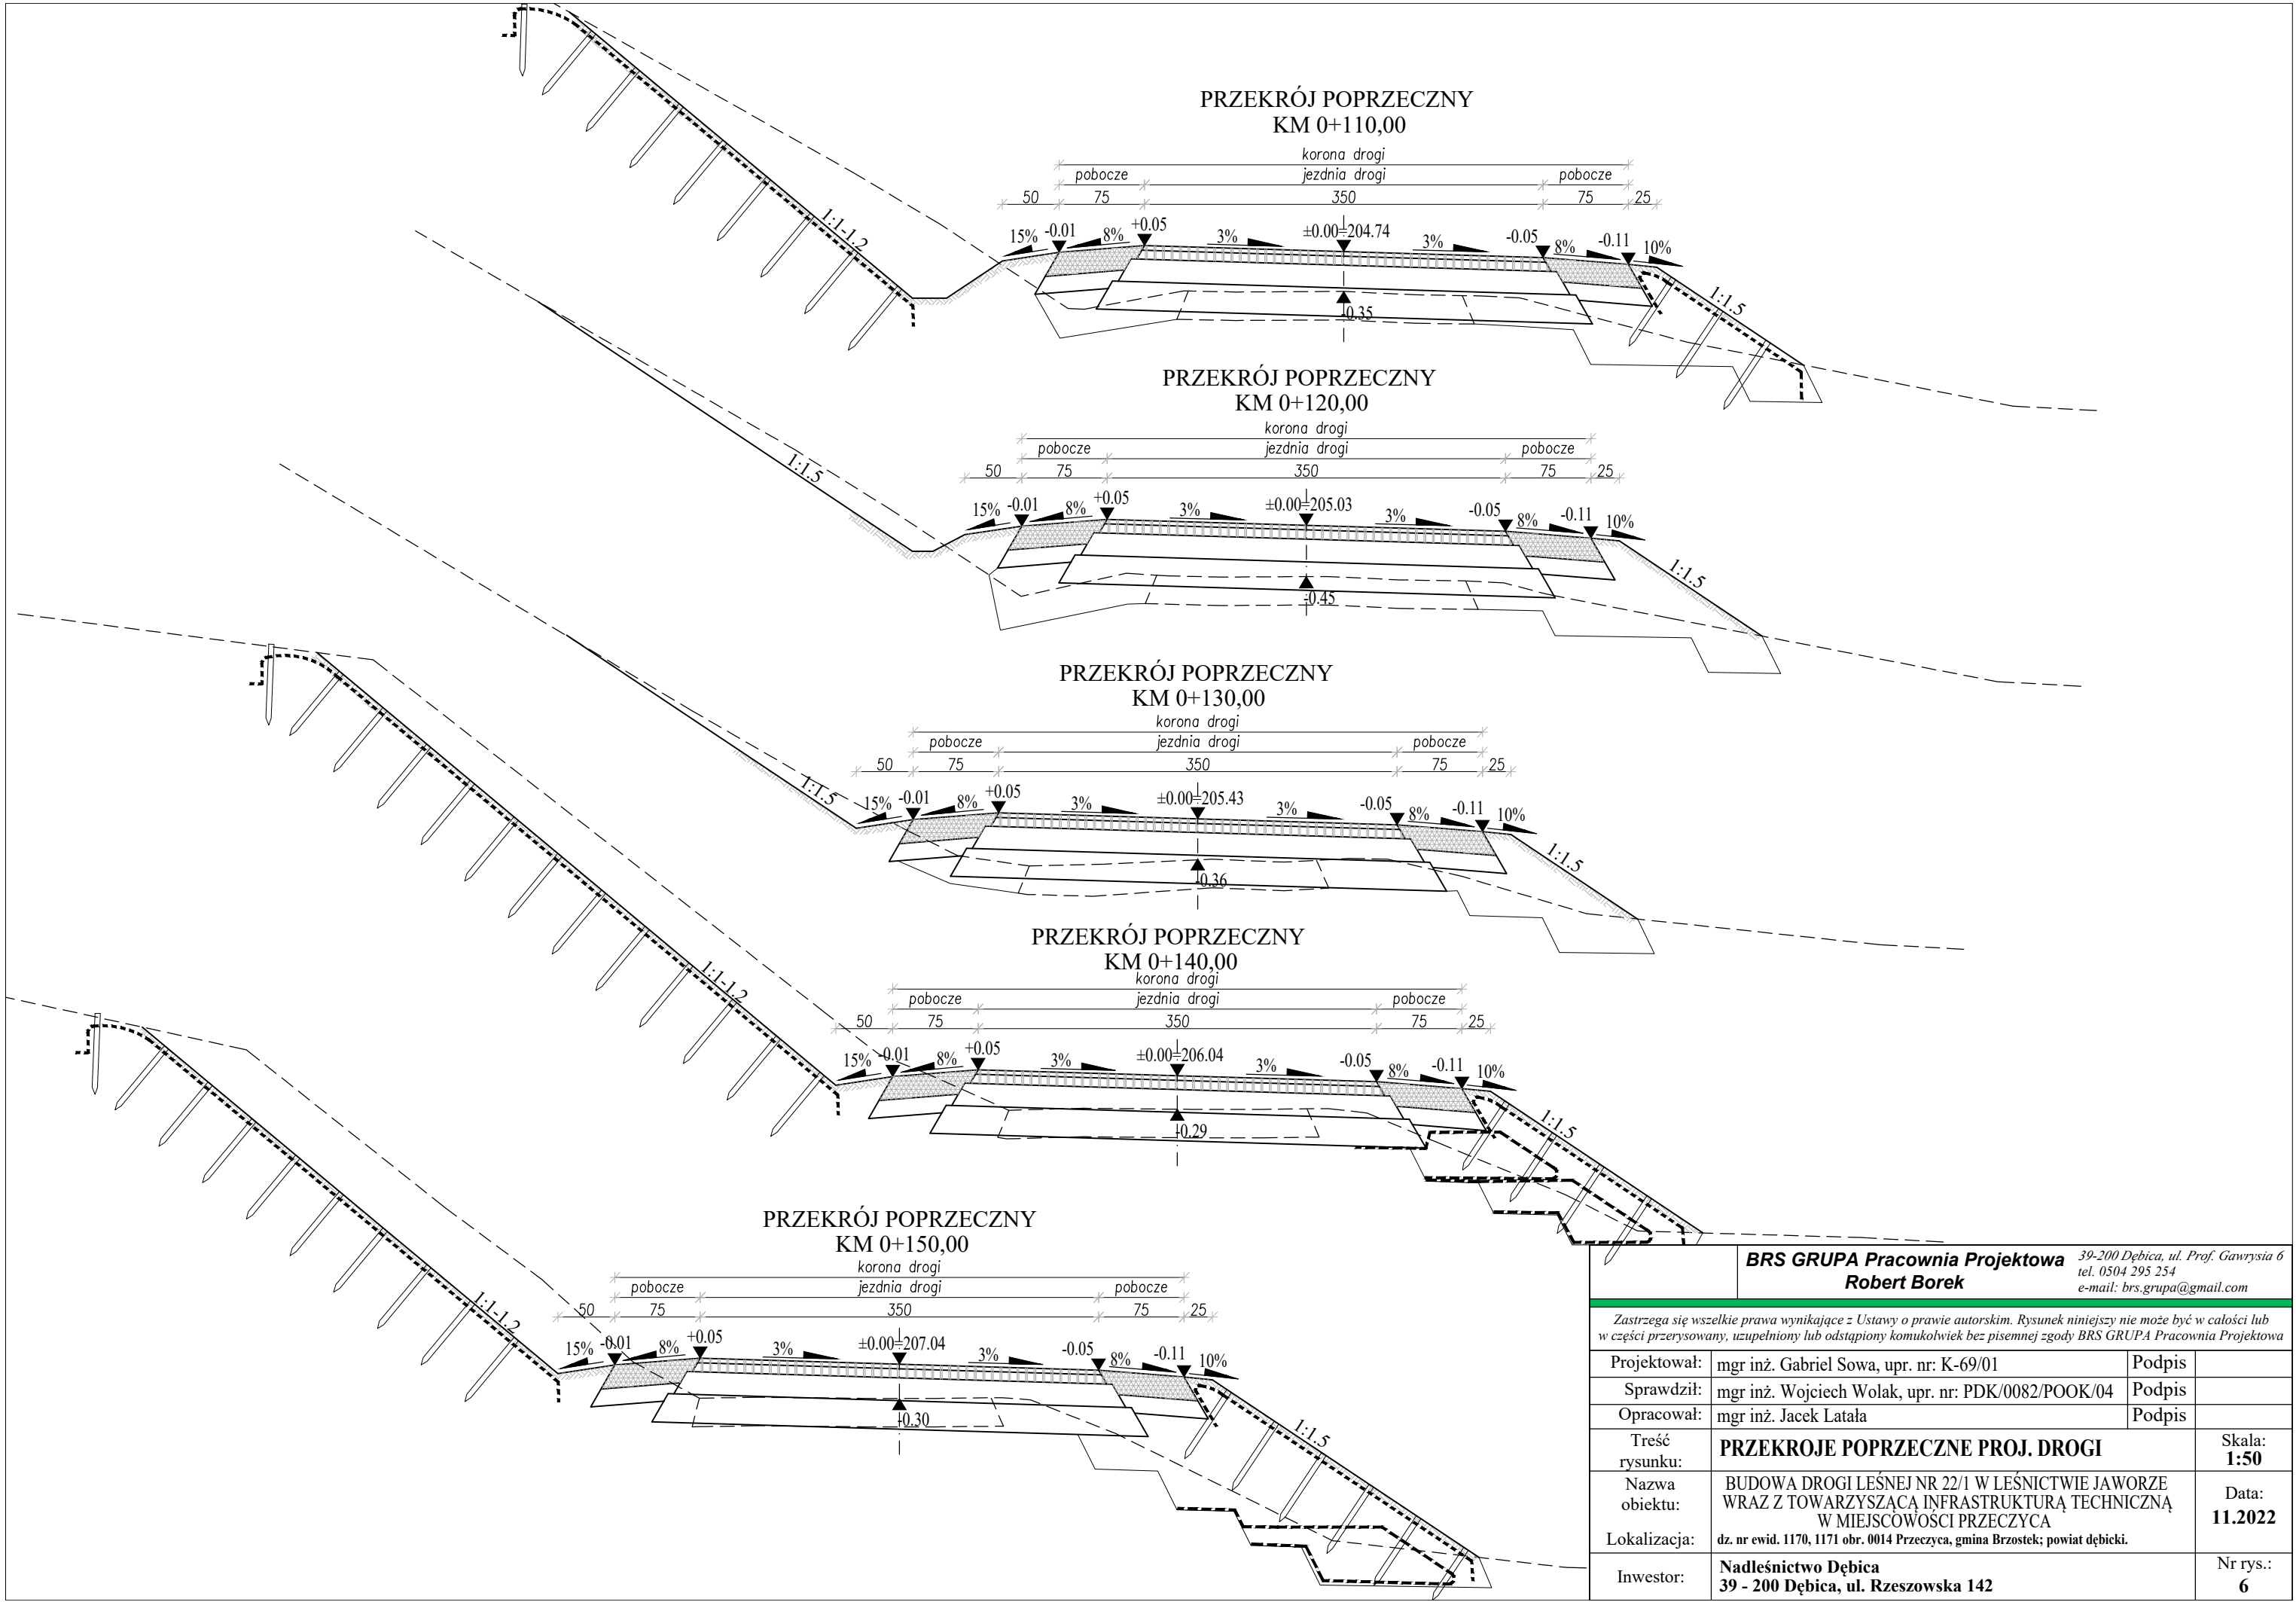 PRZEKRÓJ POPRZECZNY
KM 0+110,00
korona drogi
pobocze jezdnia drogi pobocze
50 75 350 75 25
15% -0.01 8% +0.05 3% ±0.00=204.74 3% -0.05 8% -0.11 10%
1:1-1.2
-0.35
1:1.5
PRZEKRÓJ POPRZECZNY
KM 0+120,00
korona drogi
pobocze jezdnia drogi pobocze
50 75 350 75 25
15% -0.01 8% +0.05 3% ±0.00=205.03 3% -0.05 8% -0.11 10%
1:1.5
-0.45
1:1.5
PRZEKRÓJ POPRZECZNY
KM 0+130,00
korona drogi
pobocze jezdnia drogi pobocze
50 75 350 75 25
15% -0.01 8% +0.05 3% ±0.00=205.43 3% -0.05 8% -0.11 10%
1:1.5
-0.36
1:1.5
PRZEKRÓJ POPRZECZNY
KM 0+140,00
korona drogi
pobocze jezdnia drogi pobocze
50 75 350 75 25
15% -0.01 8% +0.05 3% ±0.00=206.04 3% -0.05 8% -0.11 10%
1:1-1.2
-0.29
1:1.5
PRZEKRÓJ POPRZECZNY
KM 0+150,00
korona drogi
pobocze jezdnia drogi pobocze
50 75 350 75 25
15% -0.01 8% +0.05 3% ±0.00=207.04 3% -0.05 8% -0.11 10%
1:1-1.2
-0.30
1:1.5
BRS GRUPA Pracownia Projektowa
Robert Borek
39-200 Dębica, ul. Prof. Gawrysia 6
tel. 0504 295 254
e-mail: brs.grupa@gmail.com
Zastrzega się wszelkie prawa wynikające z Ustawy o prawie autorskim. Rysunek niniejszy nie może być w całości lub
w części przerysowany, uzupełniony lub odstąpiony komukolwiek bez pisemnej zgody BRS GRUPA Pracownia Projektowa
Projektował: mgr inż. Gabriel Sowa, upr. nr: K-69/01 Podpis
Sprawdził: mgr inż. Wojciech Wolak, upr. nr: PDK/0082/POOK/04 Podpis
Opracował: mgr inż. Jacek Latała Podpis
Treść
rysunku:
PRZEKROJE POPRZECZNE PROJ. DROGI
Skala:
1:50
Nazwa
obiektu:
BUDOWA DROGI LEŚNEJ NR 22/1 W LEŚNICTWIE JAWORZE
WRAZ Z TOWARZYSZĄCĄ INFRASTRUKTURĄ TECHNICZNĄ
W MIEJSCOWOŚCI PRZECZYCA
Data:
11.2022
Lokalizacja: dz. nr ewid. 1170, 1171 obr. 0014 Przeczyca, gmina Brzostek; powiat dębicki.
Inwestor:
Nadleśnictwo Dębica
39 - 200 Dębica, ul. Rzeszowska 142
Nr rys.:
6